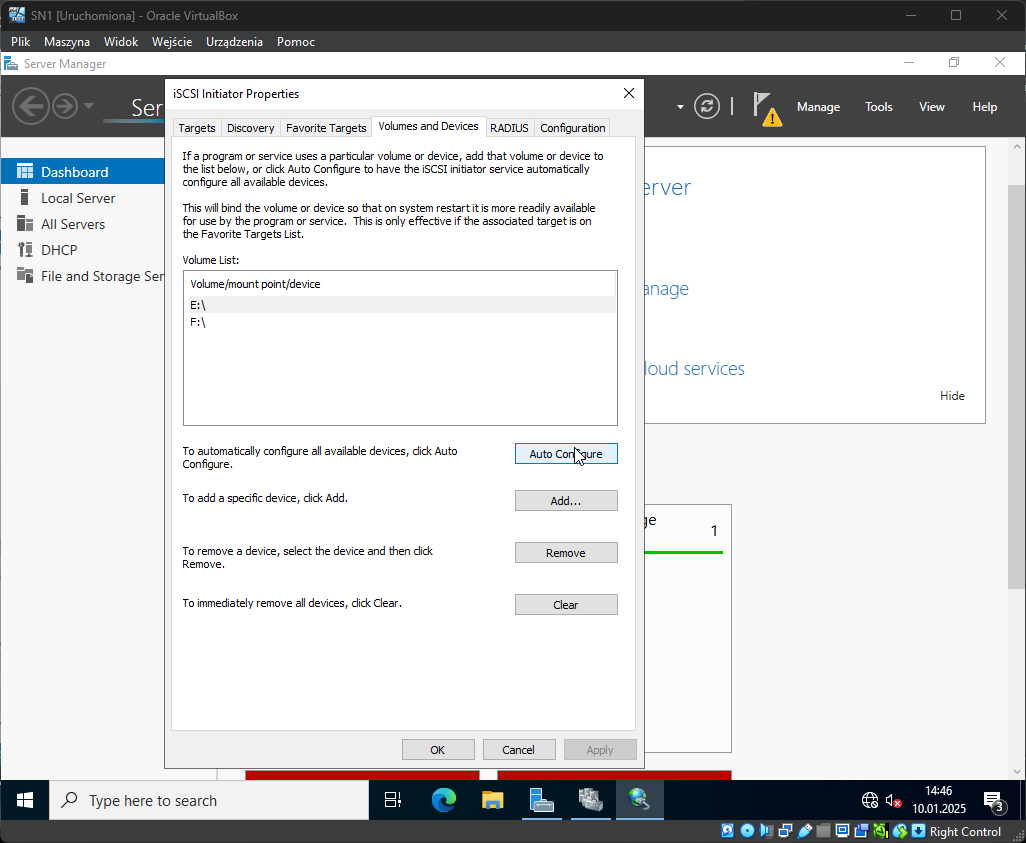 SN1 [Uruchomiona] - Oracle VirtualBox
Plik Maszyna Widok Wejście Urządzenia Pomoc
Server Manager
Ser
Manage Tools View Help
iSCSI Initiator Properties
Targets Discovery Favorite Targets Volumes and Devices RADIUS Configuration
If a program or service uses a particular volume or device, add that volume or device to
the list below, or click Auto Configure to have the iSCSI initiator service automatically
configure all available devices.
This will bind the volume or device so that on system restart it is more readily available
for use by the program or service.  This is only effective if the associated target is on
the Favorite Targets List.
Volume List:
Volume/mount point/device
E:\
F:\
To automatically configure all available devices, click Auto
Configure.
Auto Configure
To add a specific device, click Add.
Add...
To remove a device, select the device and then click
Remove.
Remove
To immediately remove all devices, click Clear.
Clear
OK Cancel Apply
Dashboard
Local Server
All Servers
DHCP
File and Storage Ser
erver
anage
loud services
Hide
ge
1
Type here to search
14:46
10.01.2025
3
Right Control